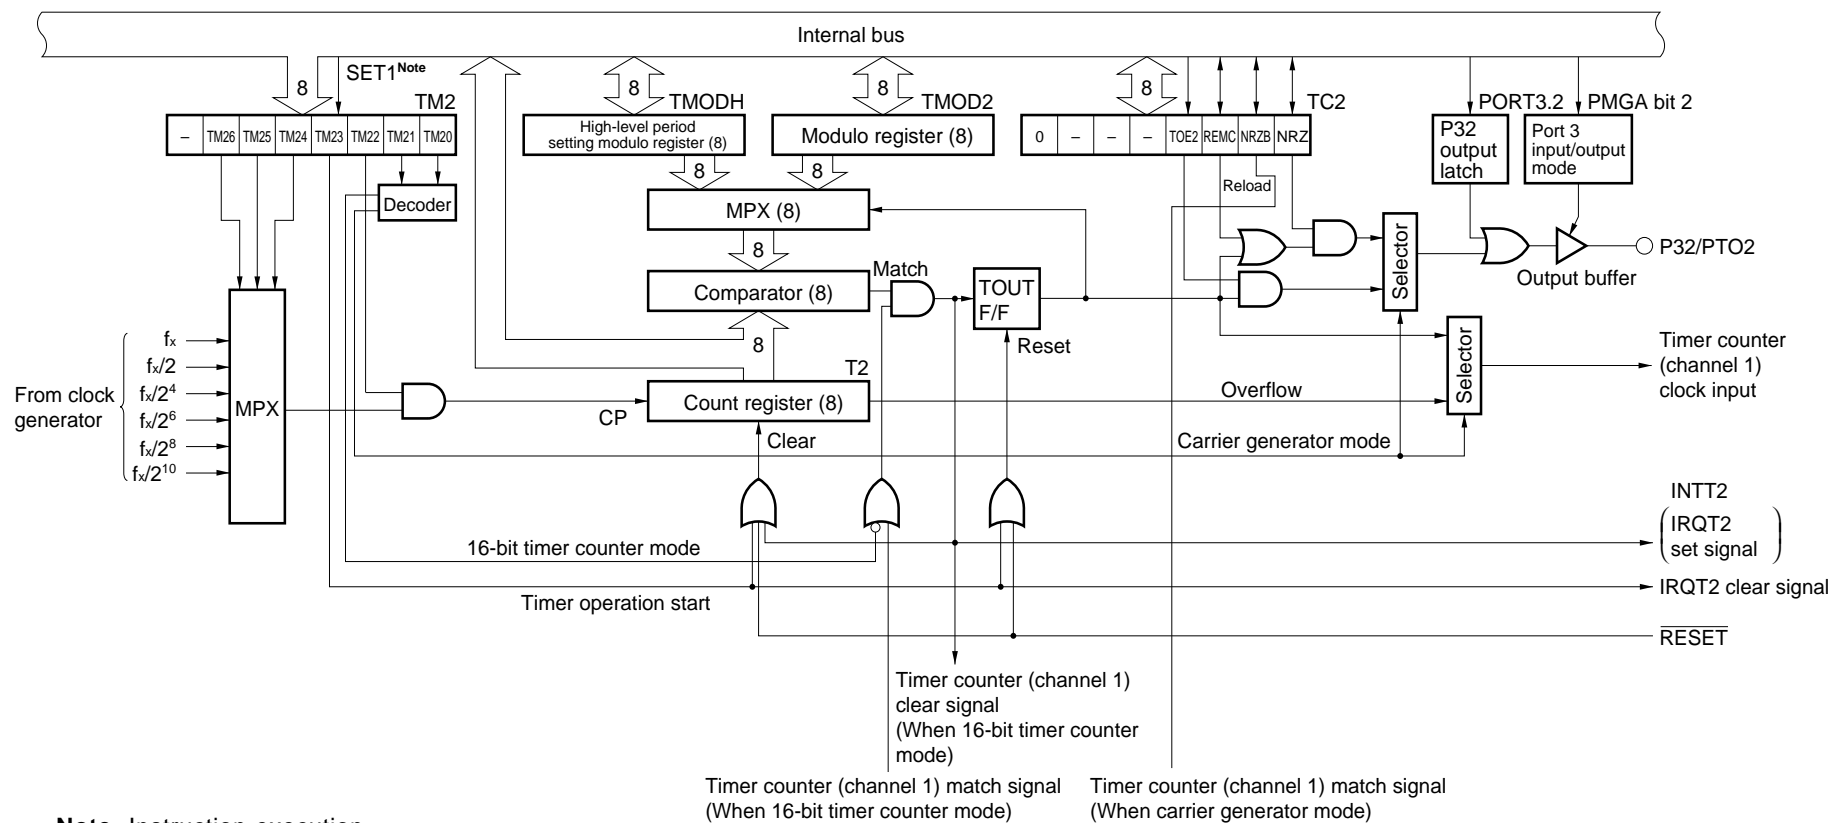 Internal bus
8
SET1Note
8
8
8
TM2
TMODH
TMOD2
TC2
PORT3.2
PMGA bit 2
– TM26 TM25 TM24 TM23 TM22 TM21 TM20
High-level period
setting modulo register (8)
Modulo register (8)
0 – – – TOE2 REMC NRZB NRZ
P32
output
latch
Port 3
input/output
mode
Decoder
8
8
Reload
MPX (8)
8
Selector
P32/PTO2
Output buffer
Match
Comparator (8)
TOUT
F/F
8
Reset
From clock
generator
fx
fx/2
fx/2⁴
fx/2⁶
fx/2⁸
fx/2¹⁰
MPX
T2
CP
Count register (8)
Overflow
Selector
Timer counter
(channel 1)
clock input
Clear
Carrier generator mode
INTT2
(IRQT2
set signal)
16-bit timer counter mode
IRQT2 clear signal
Timer operation start
RESET
Timer counter (channel 1)
clear signal
(When 16-bit timer counter
mode)
Timer counter (channel 1) match signal
(When 16-bit timer counter mode)
Timer counter (channel 1) match signal
(When carrier generator mode)
Note Instruction execution